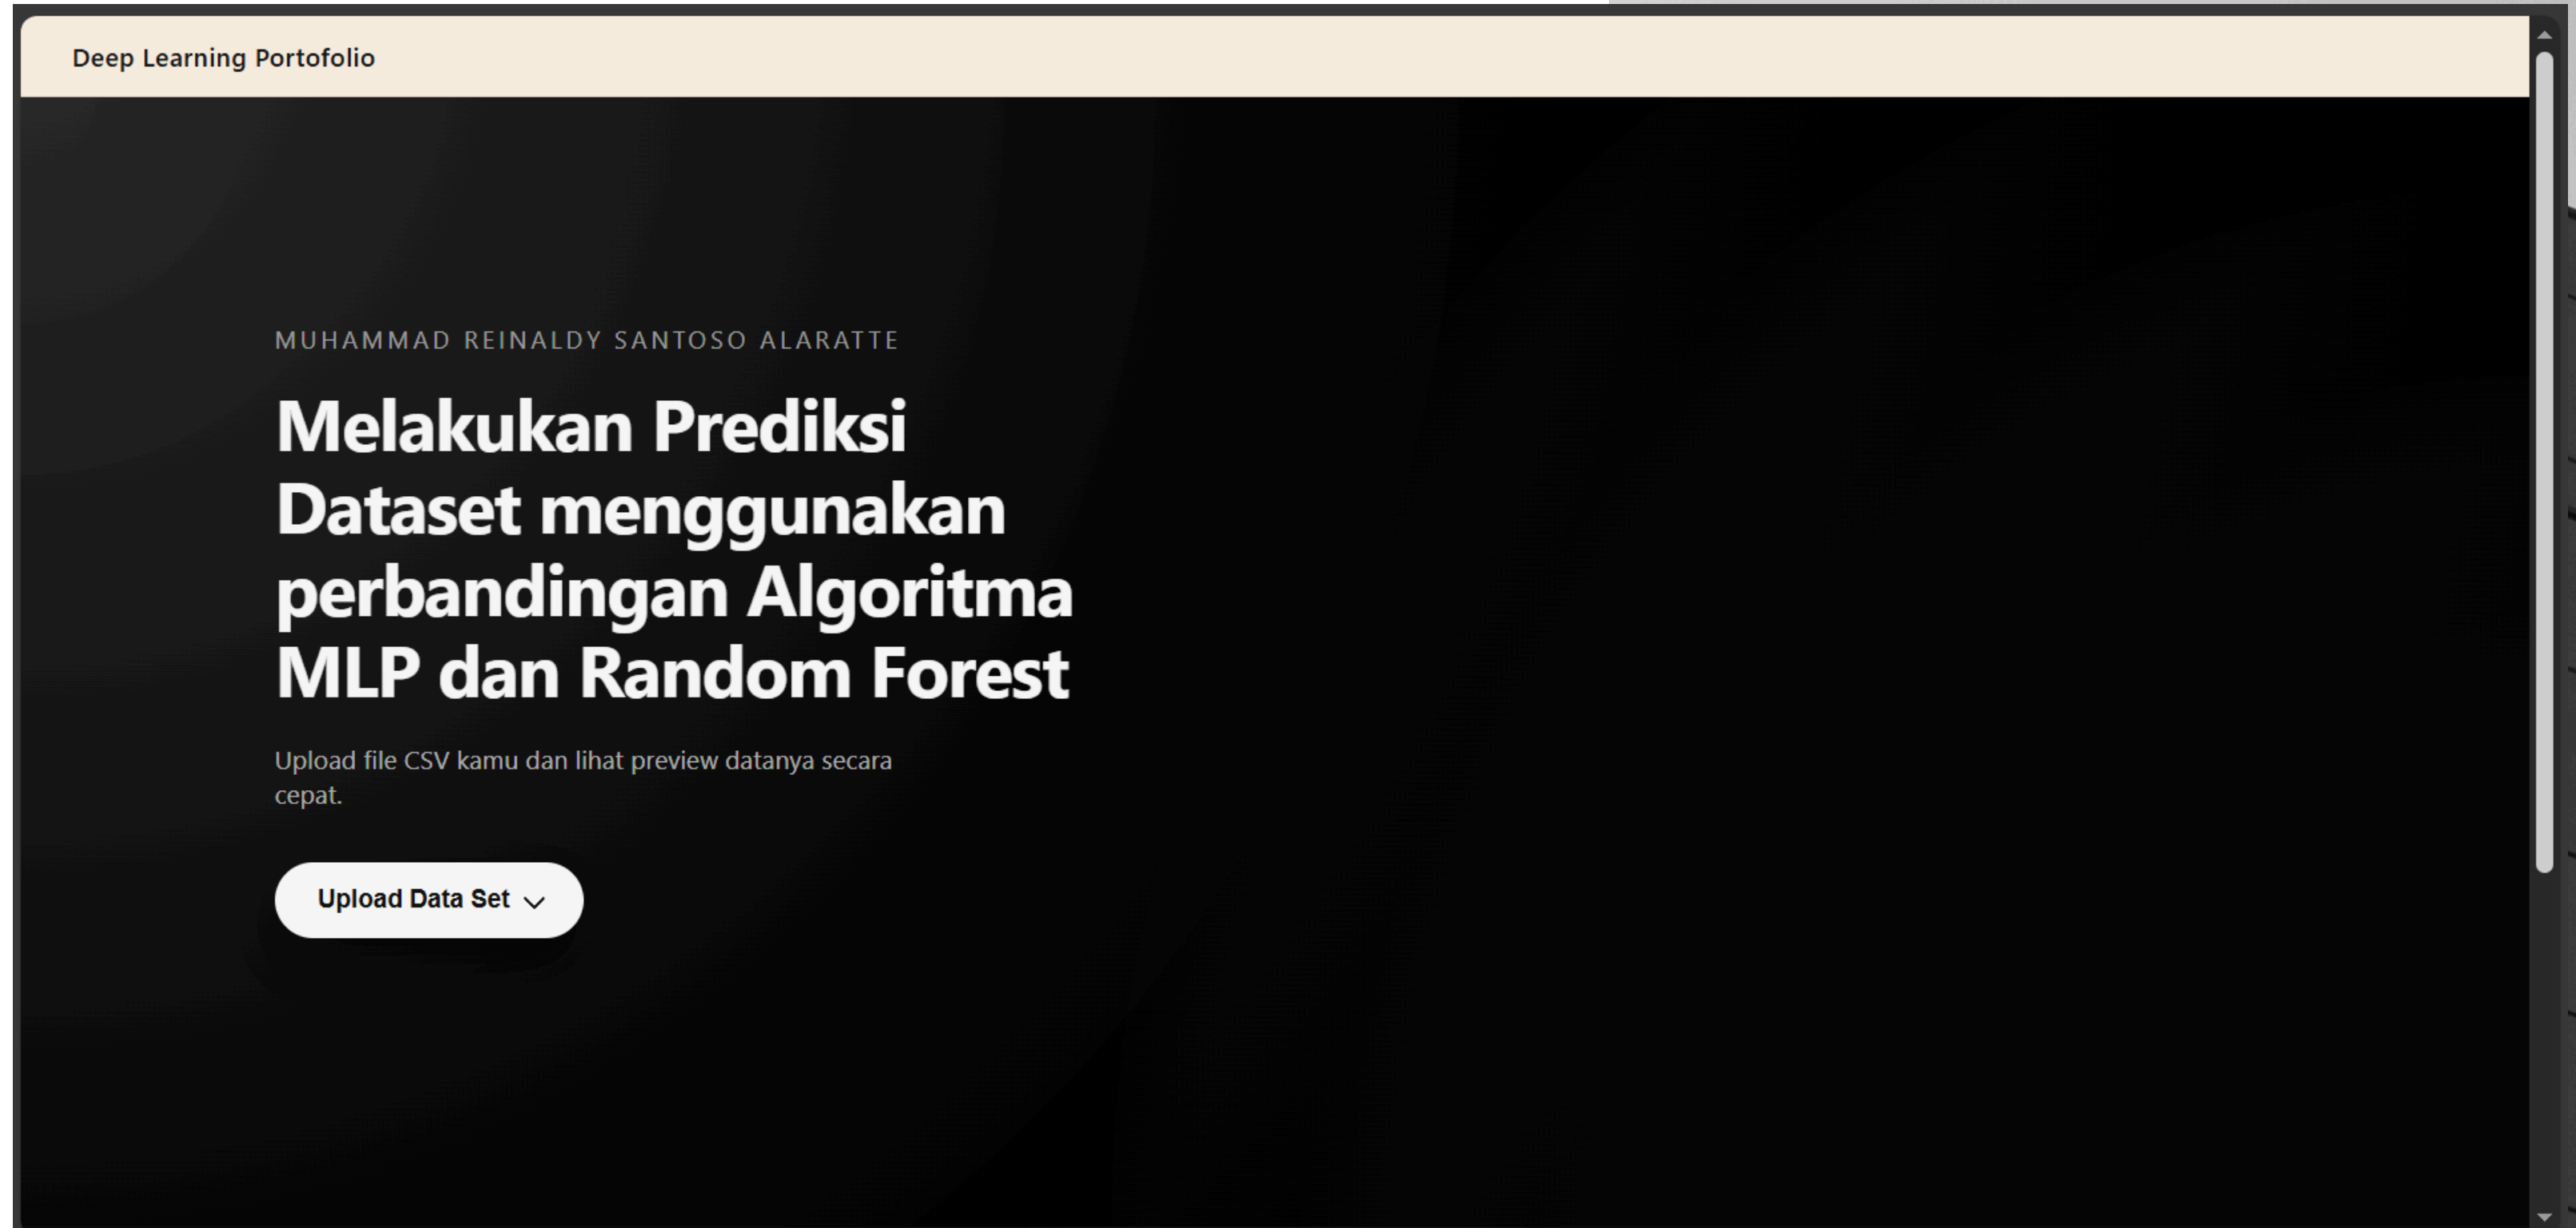 Deep Learning Portofolio
MUHAMMAD REINALDY SANTOSO ALARATTE
Melakukan Prediksi
Dataset menggunakan
perbandingan Algoritma
MLP dan Random Forest
Upload file CSV kamu dan lihat preview datanya secara
cepat.
Upload Data Set